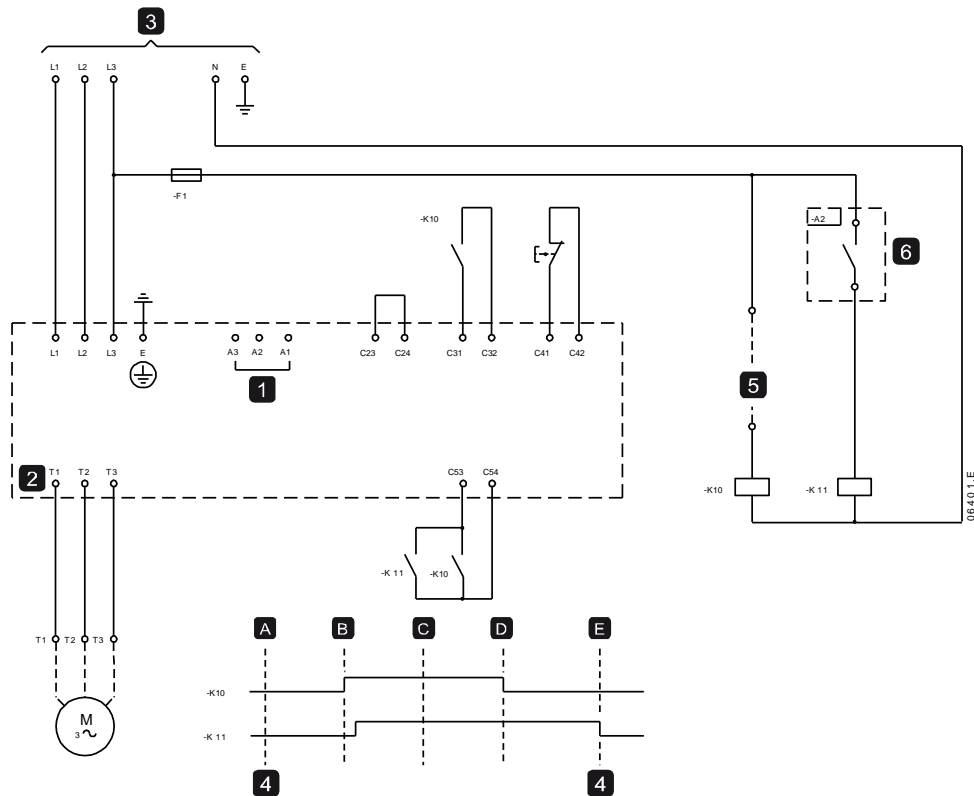 3
L1 L2 L3 N E
-F1
-K10
-A2
6
L1 L2 L3 E A3 A2 A1 C23 C24 C31 C32 C41 C42
1
5
2
T1 T2 T3 C53 C54
-K10 -K 11
06401.E
-K 11 -K10
A B C D E
T1 T2 T3
-K10
M
3
-K 11
4 4